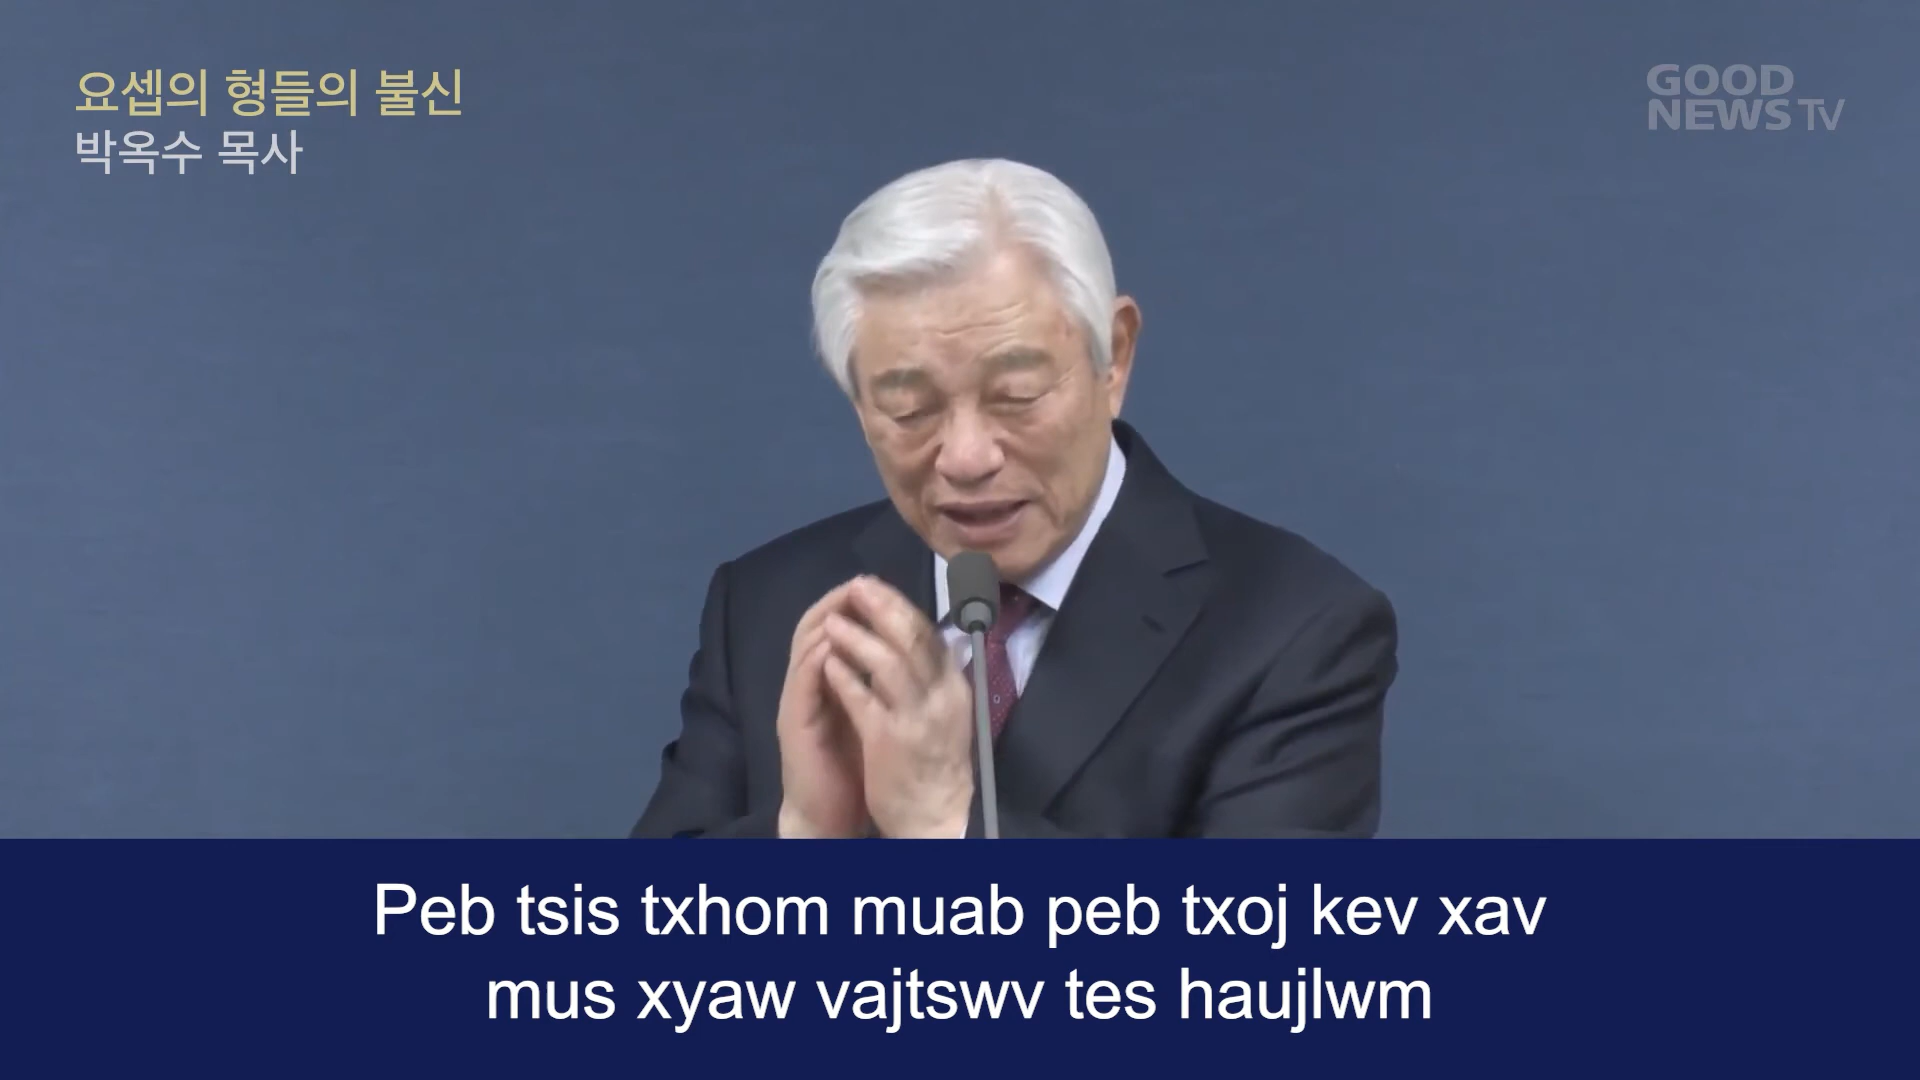 요셉의 형들의 불신
박옥수 목사
GOOD
NEWS TV
Peb tsis txhom muab peb txoj kev xav
mus xyaw vajtswv tes haujlwm